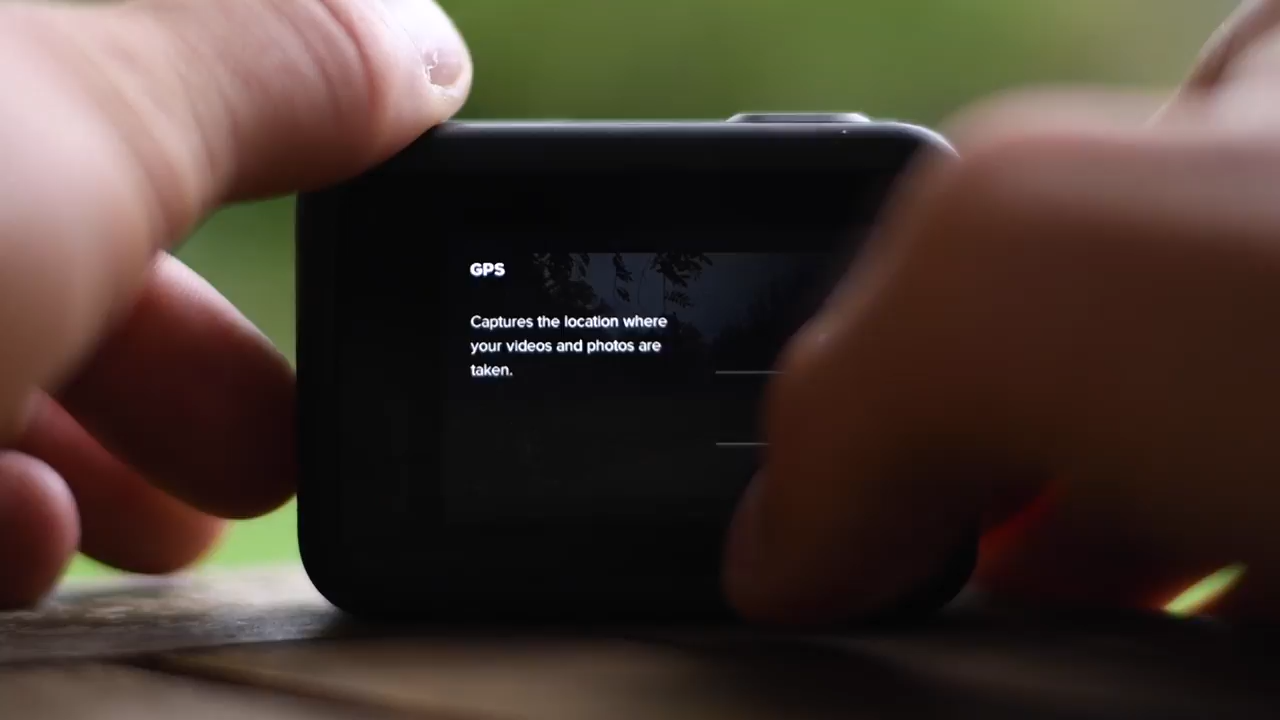 GPS
Captures the location where
your videos and photos are
taken.